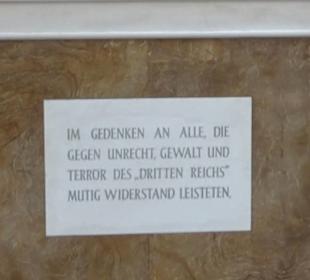 IM GEDENKEN AN ALLE, DIE
GEGEN UNRECHT, GEWALT UND
TERROR DES „DRITTEN REICHS"
MUTIG WIDERSTAND LEISTETEN.